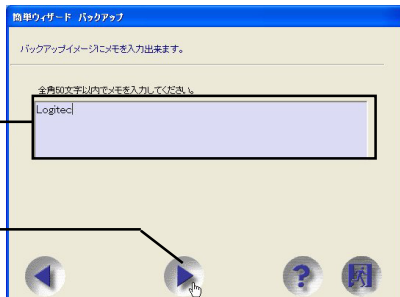 簡単ウィザード バックアップ
バックアップイメージにメモを入力出来ます。
全角50文字以内でメモを入力してください。
Logitec
?